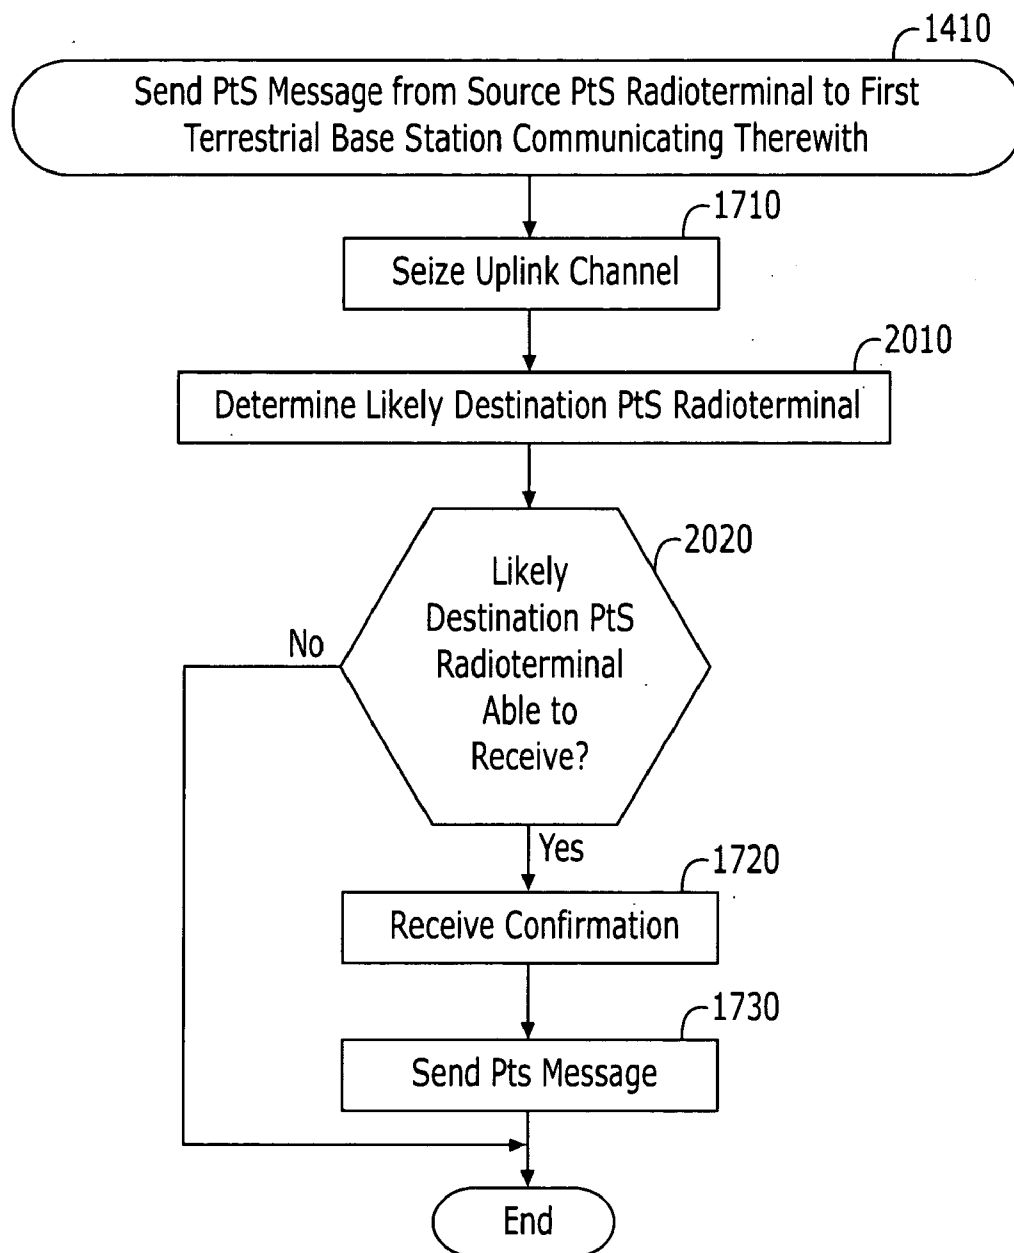 1410
Send PtS Message from Source PtS Radioterminal to First
Terrestrial Base Station Communicating Therewith
1710
Seize Uplink Channel
2010
Determine Likely Destination PtS Radioterminal
2020
Likely
Destination PtS
Radioterminal
Able to
Receive?
No
Yes
1720
Receive Confirmation
1730
Send Pts Message
End